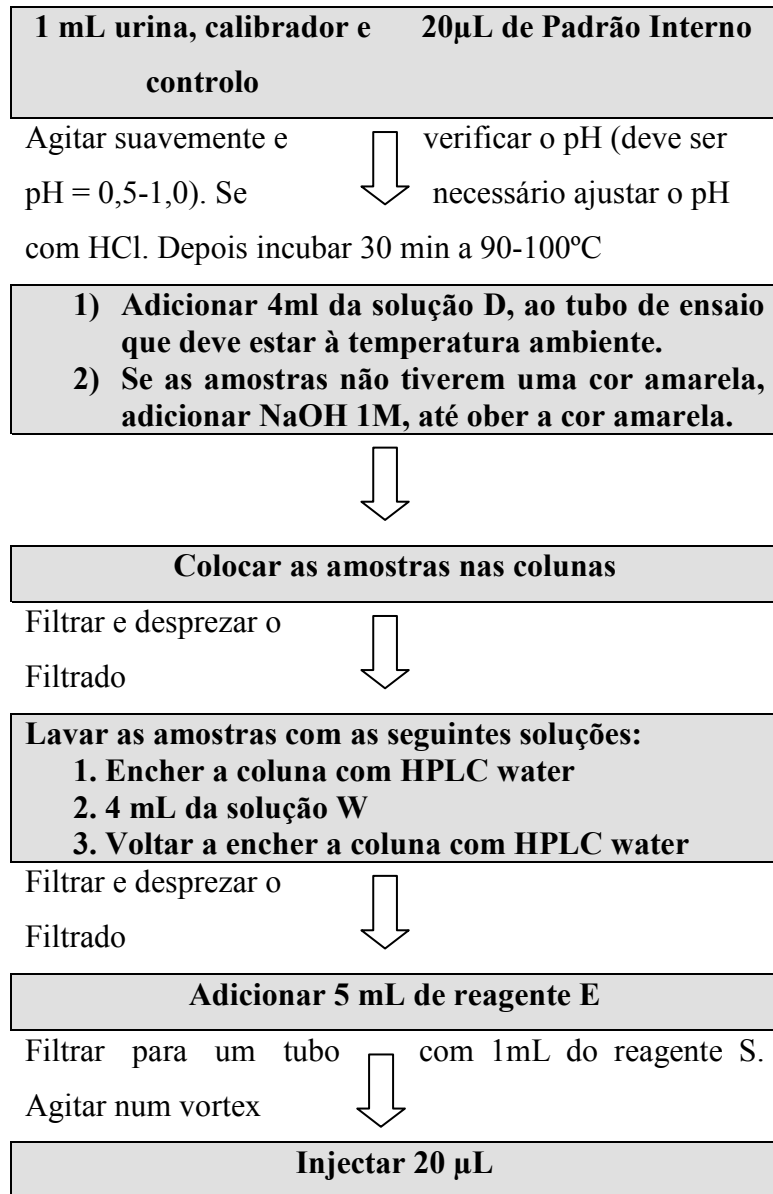 1 mL urina, calibrador e 20µL de Padrão Interno
controlo
Agitar suavemente e verificar o pH (deve ser
pH = 0,5-1,0). Se necessário ajustar o pH
com HCl. Depois incubar 30 min a 90-100ºC
1) Adicionar 4ml da solução D, ao tubo de ensaio
que deve estar à temperatura ambiente.
2) Se as amostras não tiverem uma cor amarela,
adicionar NaOH 1M, até ober a cor amarela.
Colocar as amostras nas colunas
Filtrar e desprezar o
Filtrado
Lavar as amostras com as seguintes soluções:
1. Encher a coluna com HPLC water
2. 4 mL da solução W
3. Voltar a encher a coluna com HPLC water
Filtrar e desprezar o
Filtrado
Adicionar 5 mL de reagente E
Filtrar para um tubo com 1mL do reagente S.
Agitar num vortex
Injectar 20 µL